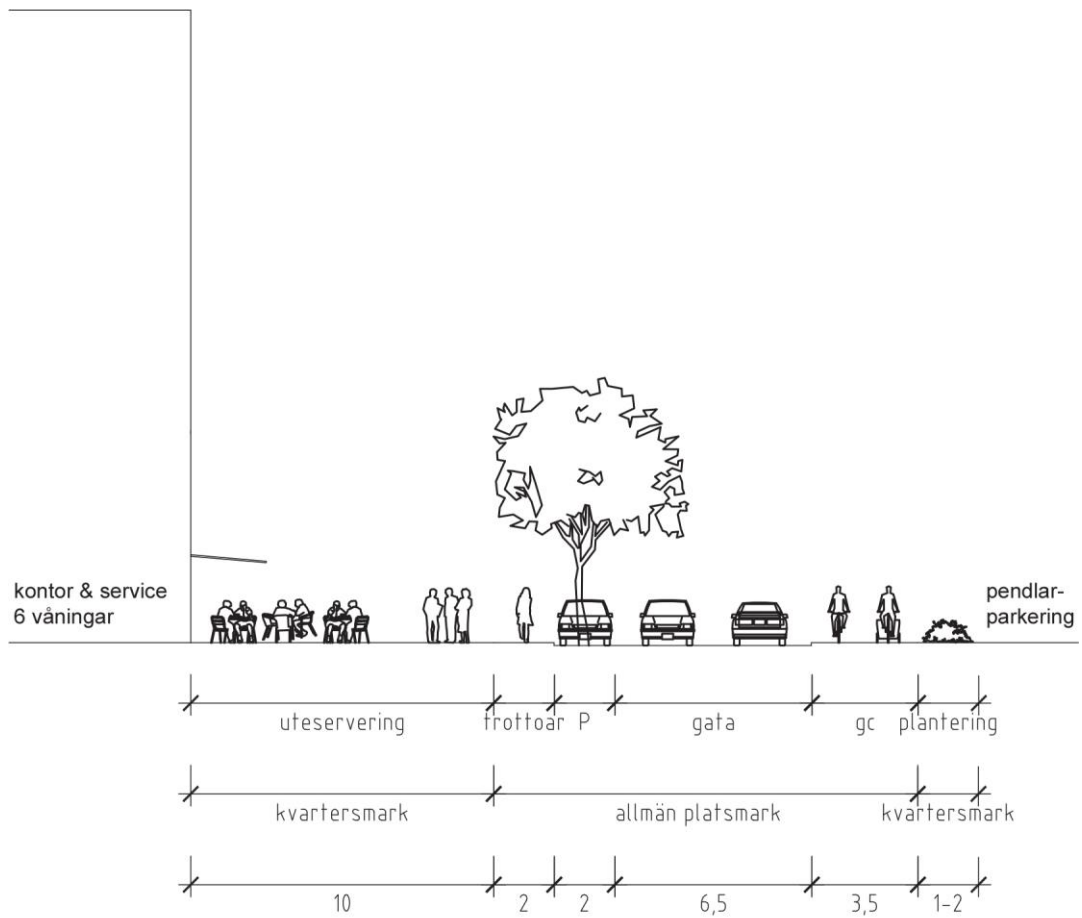 kontor & service
6 våningar
pendlar-
parkering
uteservering trottoar P gata gc plantering
kvartersmark allmän platsmark kvartersmark
10 2 2 6,5 3,5 1-2